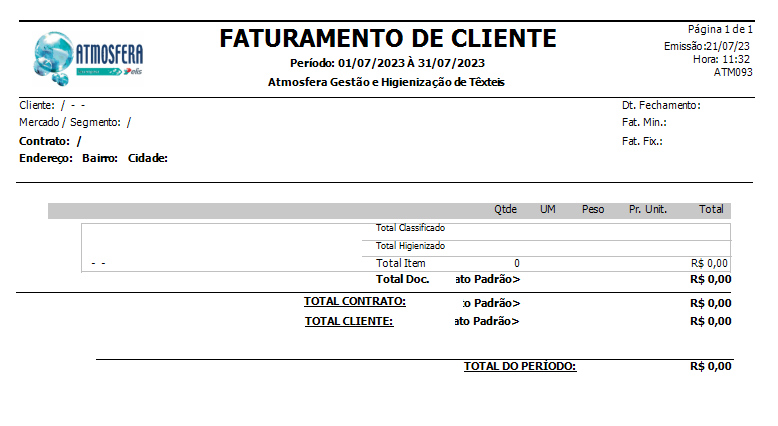 ATMOSFERA
elis
FATURAMENTO DE CLIENTE
Período: 01/07/2023 À 31/07/2023
Atmosfera Gestão e Higienização de Têxteis
Página 1 de 1
Emissão:21/07/23
Hora: 11:32
ATM093
Cliente: / - -
Dt. Fechamento:
Mercado / Segmento: /
Fat. Min.:
Contrato: /
Fat. Fix.:
Endereço: Bairro: Cidade:
Qtde UM Peso Pr. Unit. Total
Total Classificado
Total Higienizado
- - Total Item 0 R$ 0,00
Total Doc. ato Padrão> R$ 0,00
TOTAL CONTRATO: to Padrão> R$ 0,00
TOTAL CLIENTE: ato Padrão> R$ 0,00
TOTAL DO PERÍODO: R$ 0,00